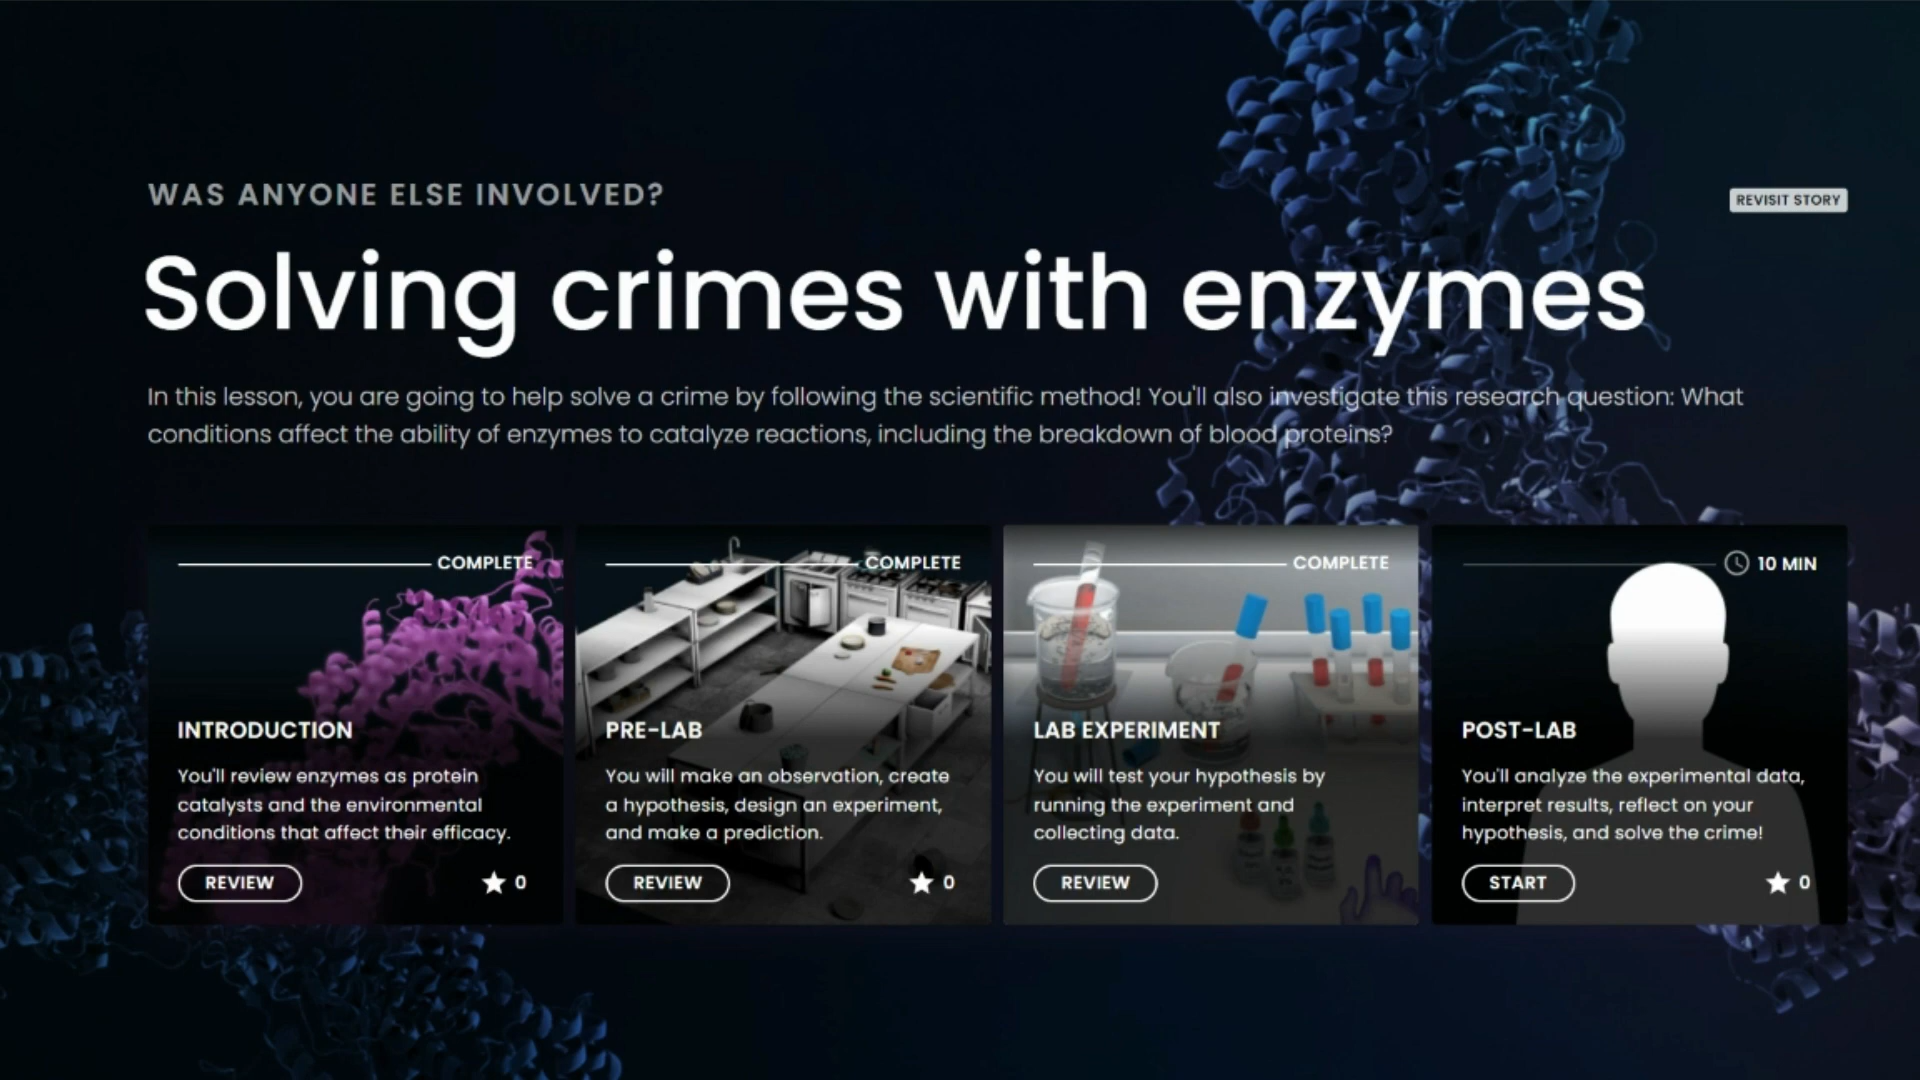 WAS ANYONE ELSE INVOLVED?
REVISIT STORY
Solving crimes with enzymes
In this lesson, you are going to help solve a crime by following the scientific method! You'll also investigate this research question: What
conditions affect the ability of enzymes to catalyze reactions, including the breakdown of blood proteins?
COMPLETE
INTRODUCTION
You'll review enzymes as protein
catalysts and the environmental
conditions that affect their efficacy.
REVIEW
0
COMPLETE
PRE-LAB
You will make an observation, create
a hypothesis, design an experiment,
and make a prediction.
REVIEW
0
COMPLETE
LAB EXPERIMENT
You will test your hypothesis by
running the experiment and
collecting data.
REVIEW
10 MIN
POST-LAB
You'll analyze the experimental data,
interpret results, reflect on your
hypothesis, and solve the crime!
START
0